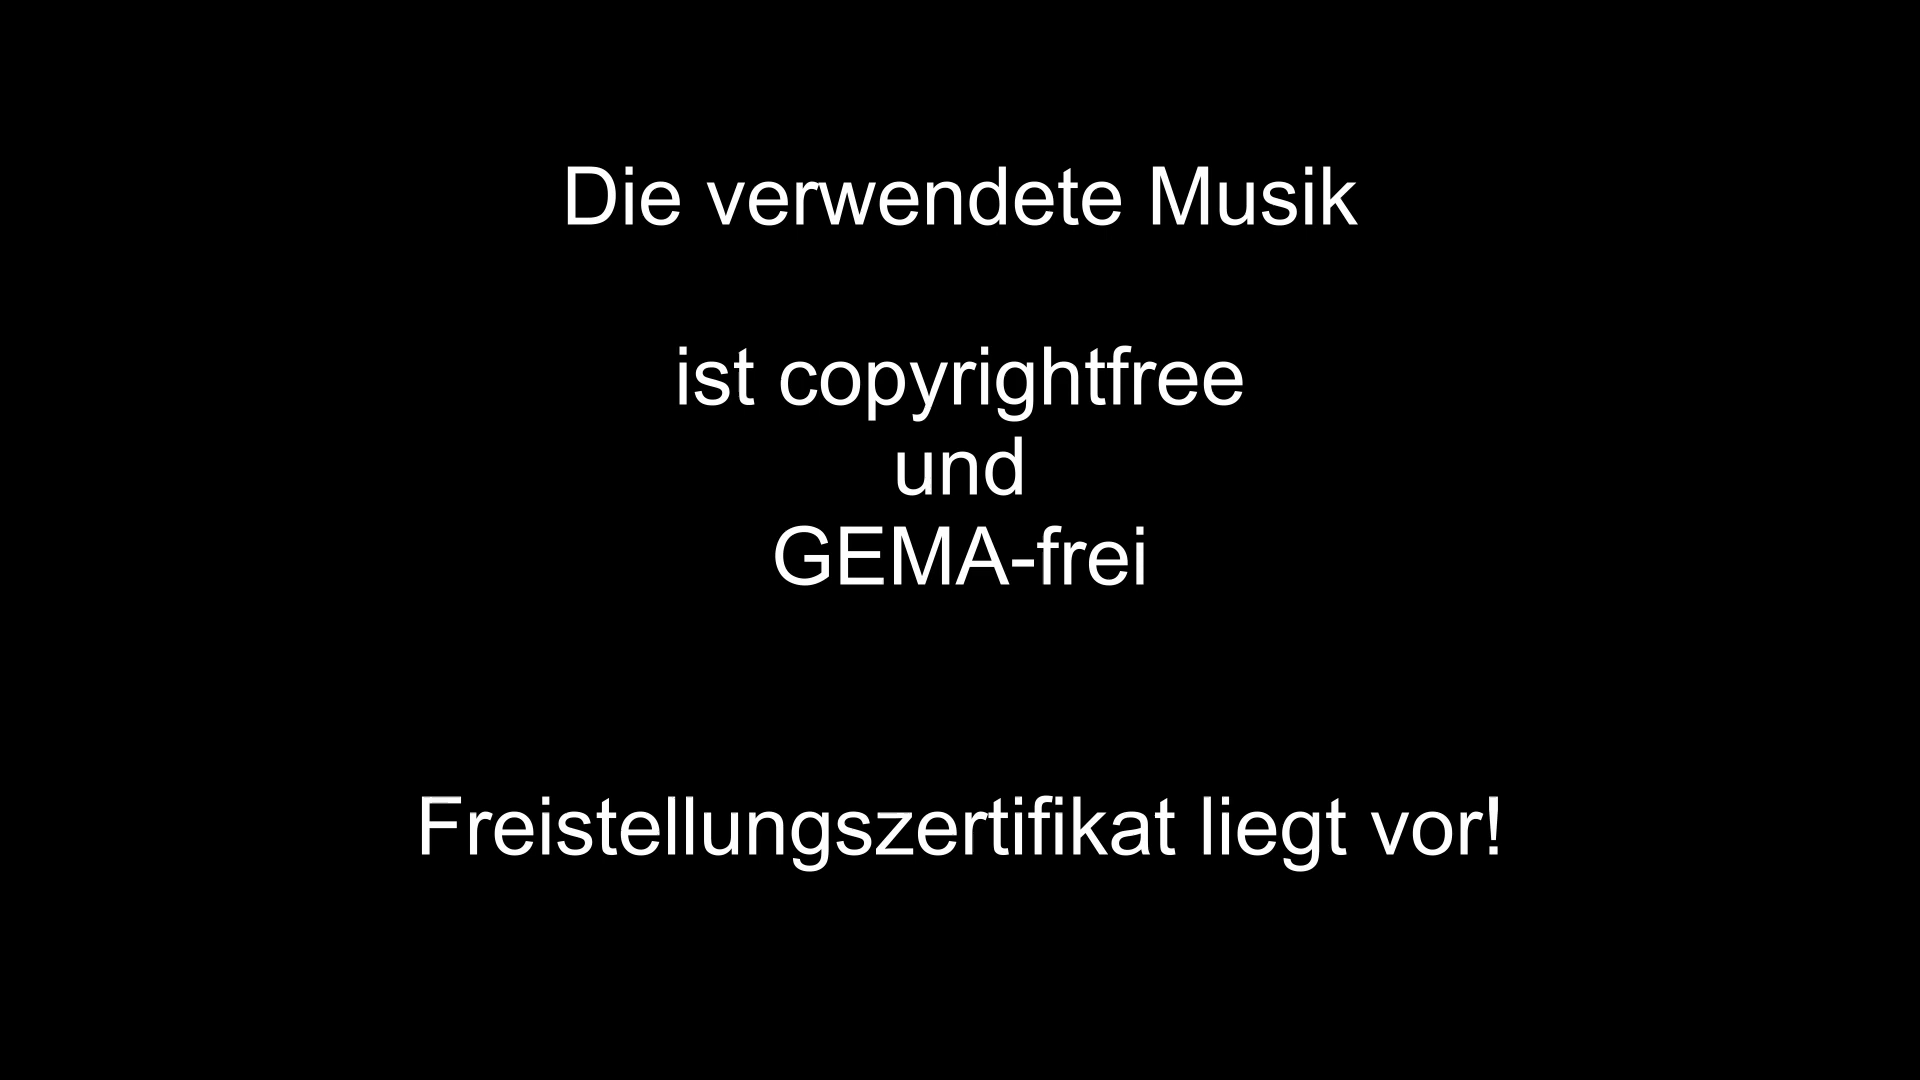 Die verwendete Musik
ist copyrightfree
und
GEMA-frei
Freistellungszertifikat liegt vor!